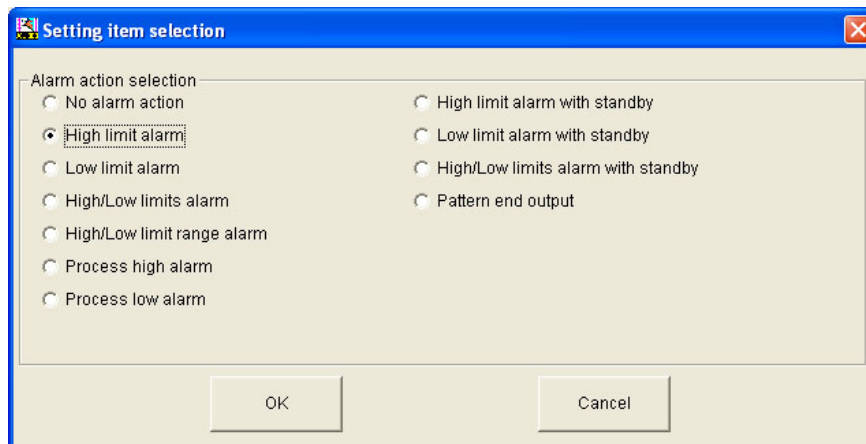 Setting item selection
Alarm action selection
No alarm action
High limit alarm
Low limit alarm
High/Low limits alarm
High/Low limit range alarm
Process high alarm
Process low alarm
High limit alarm with standby
Low limit alarm with standby
High/Low limits alarm with standby
Pattern end output
OK
Cancel